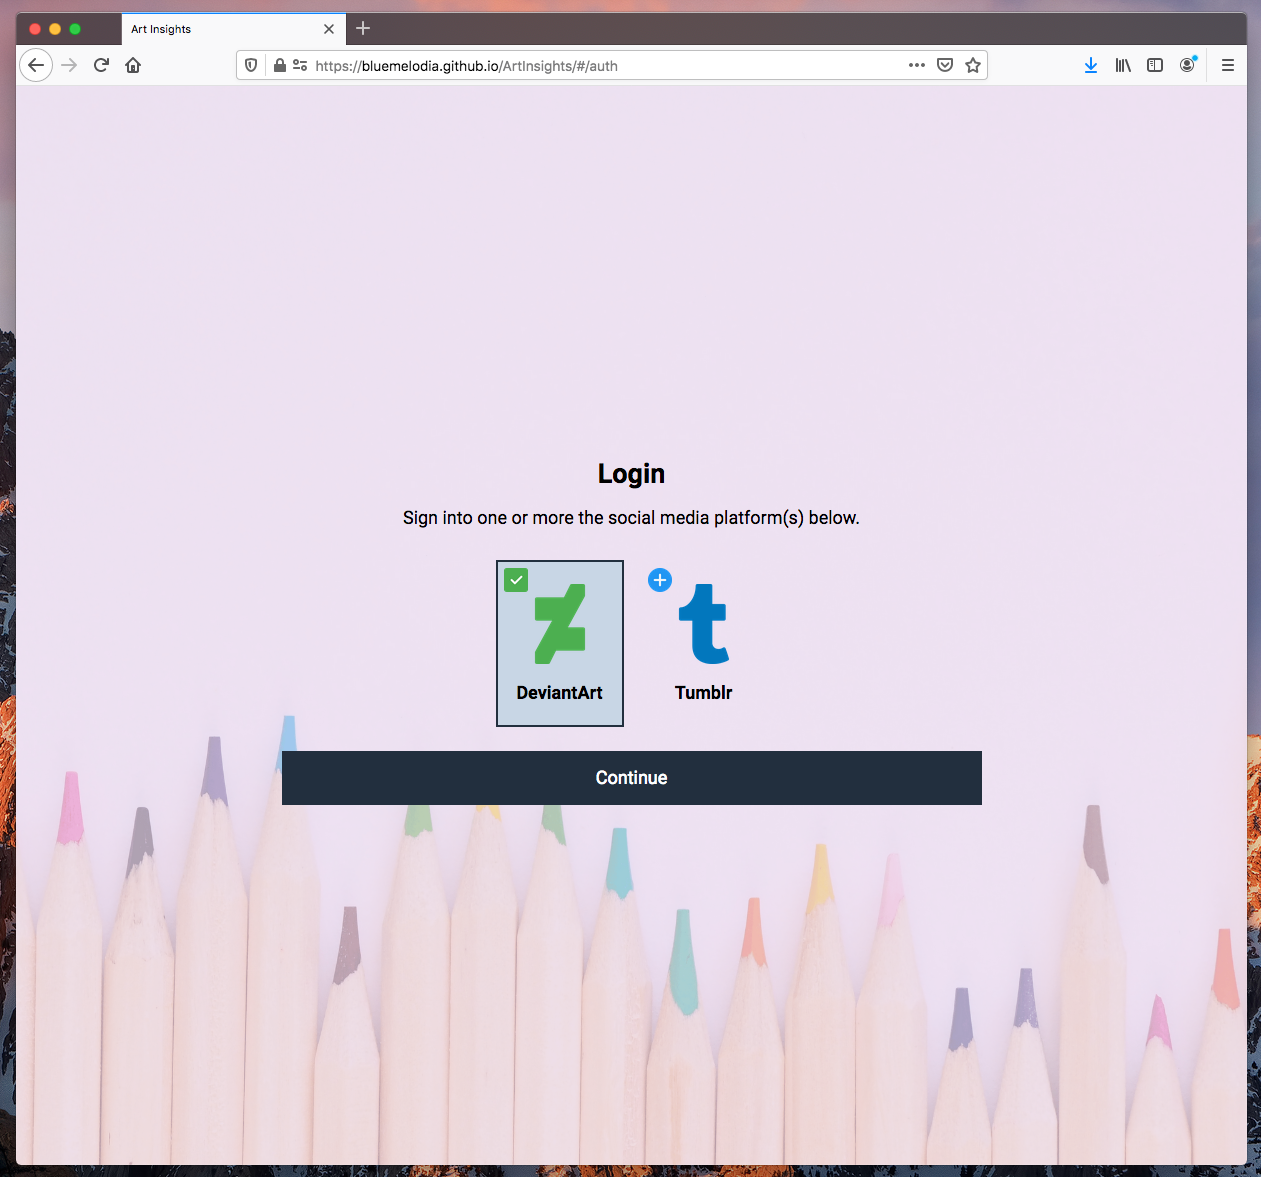 Art Insights
https://bluemelodia.github.io/ArtInsights/#/auth
Login
Sign into one or more the social media platform(s) below.
DeviantArt
Tumblr
Continue